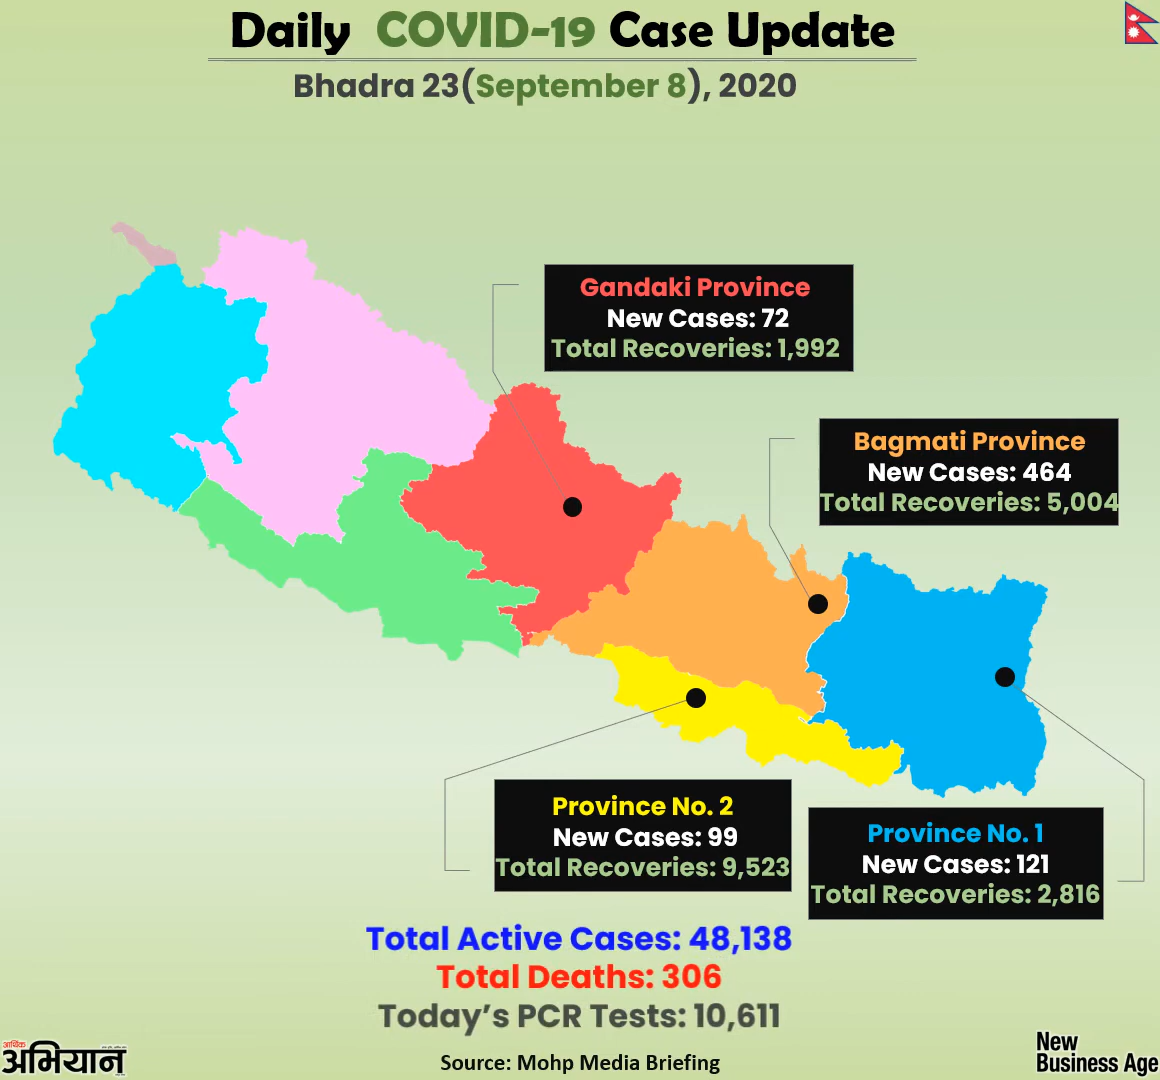 Daily COVID-19 Case Update
Bhadra 23(September 8), 2020
Gandaki Province
New Cases: 72
Total Recoveries: 1,992
Bagmati Province
New Cases: 464
Total Recoveries: 5,004
Province No. 2
New Cases: 99
Total Recoveries: 9,523
Province No. 1
New Cases: 121
Total Recoveries: 2,816
Total Active Cases: 48,138
Total Deaths: 306
Today's PCR Tests: 10,611
Source: Mohp Media Briefing
आर्थिक
अभियान
New
Business Age